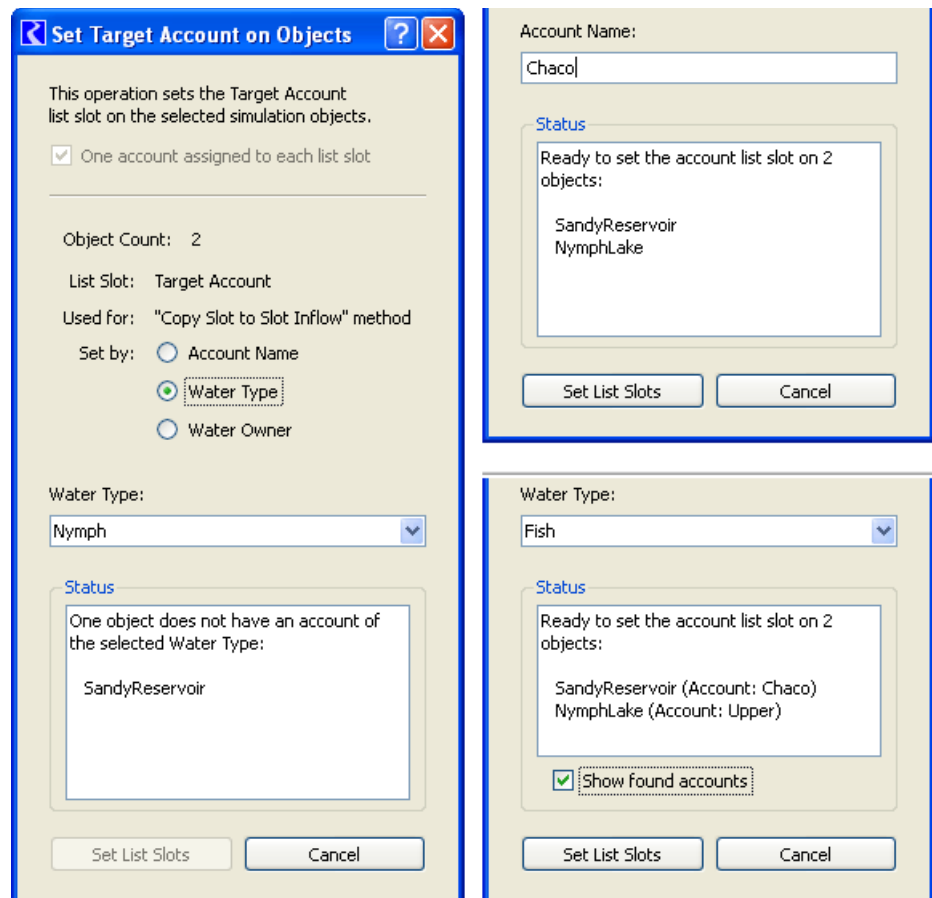 Set Target Account on Objects
This operation sets the Target Account
list slot on the selected simulation objects.
One account assigned to each list slot
Object Count: 2
List Slot: Target Account
Used for: "Copy Slot to Slot Inflow" method
Set by: Account Name
Water Type
Water Owner
Water Type:
Nymph
Status
One object does not have an account of
the selected Water Type:
SandyReservoir
Set List Slots Cancel
Account Name:
Chaco
Status
Ready to set the account list slot on 2
objects:
SandyReservoir
NymphLake
Set List Slots Cancel
Water Type:
Fish
Status
Ready to set the account list slot on 2
objects:
SandyReservoir (Account: Chaco)
NymphLake (Account: Upper)
Show found accounts
Set List Slots Cancel